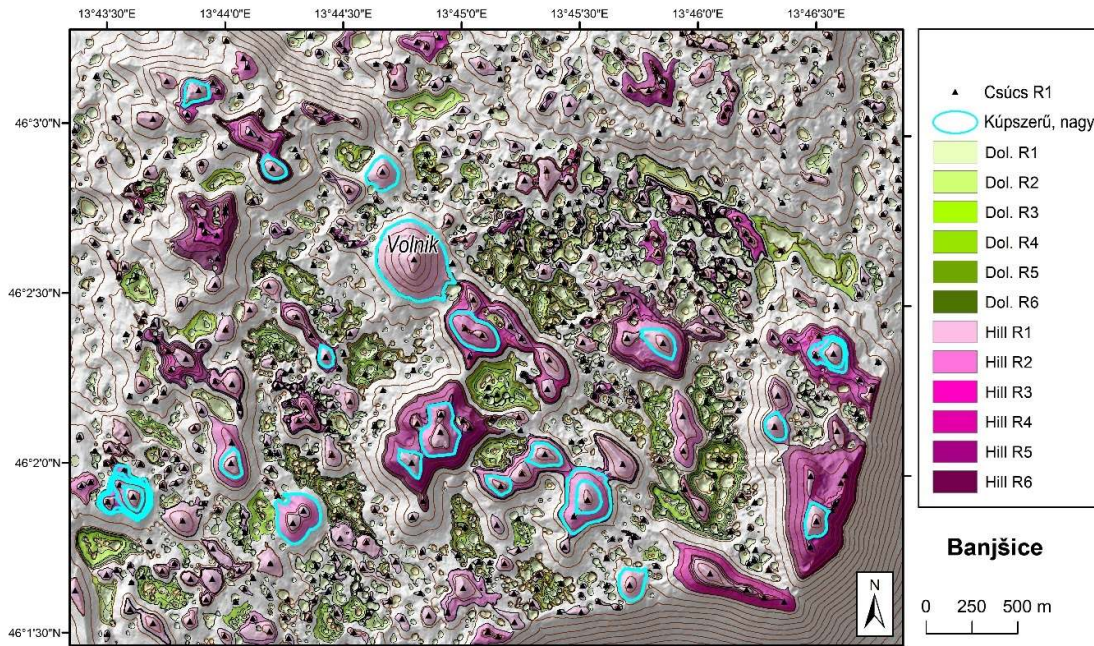 13°43'30"E
13°44'0"E
13°44'30"E
13°45'0"E
13°45'30"E
13°46'0"E
13°46'30"E
46°3'0"N
46°2'30"N
46°2'0"N
46°1'30"N
Volnik
N
Csúcs R1
Kúpszerű, nagy
Dol. R1
Dol. R2
Dol. R3
Dol. R4
Dol. R5
Dol. R6
Hill R1
Hill R2
Hill R3
Hill R4
Hill R5
Hill R6
Banjšice
0 250 500 m